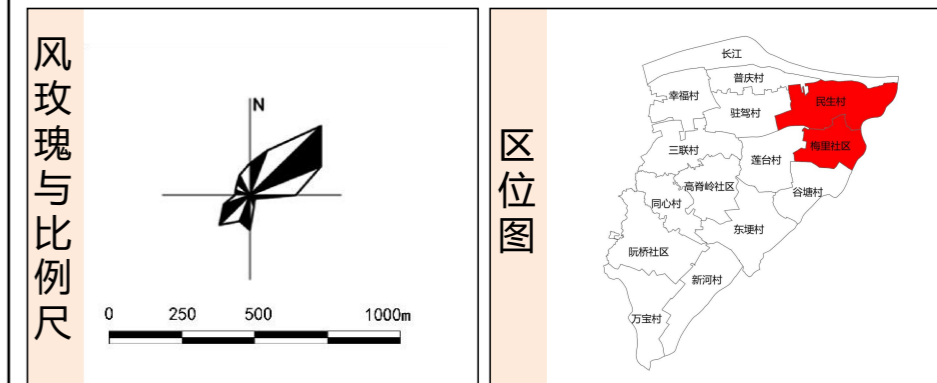 风玫瑰与比例尺
N
0 250 500 1000m
区位图
长江
普庆村
幸福村
驻驾村
民生村
三联村
梅里社区
莲台村
高脊岭社区
谷塘村
同心村
东埂村
阮桥社区
新河村
万宝村